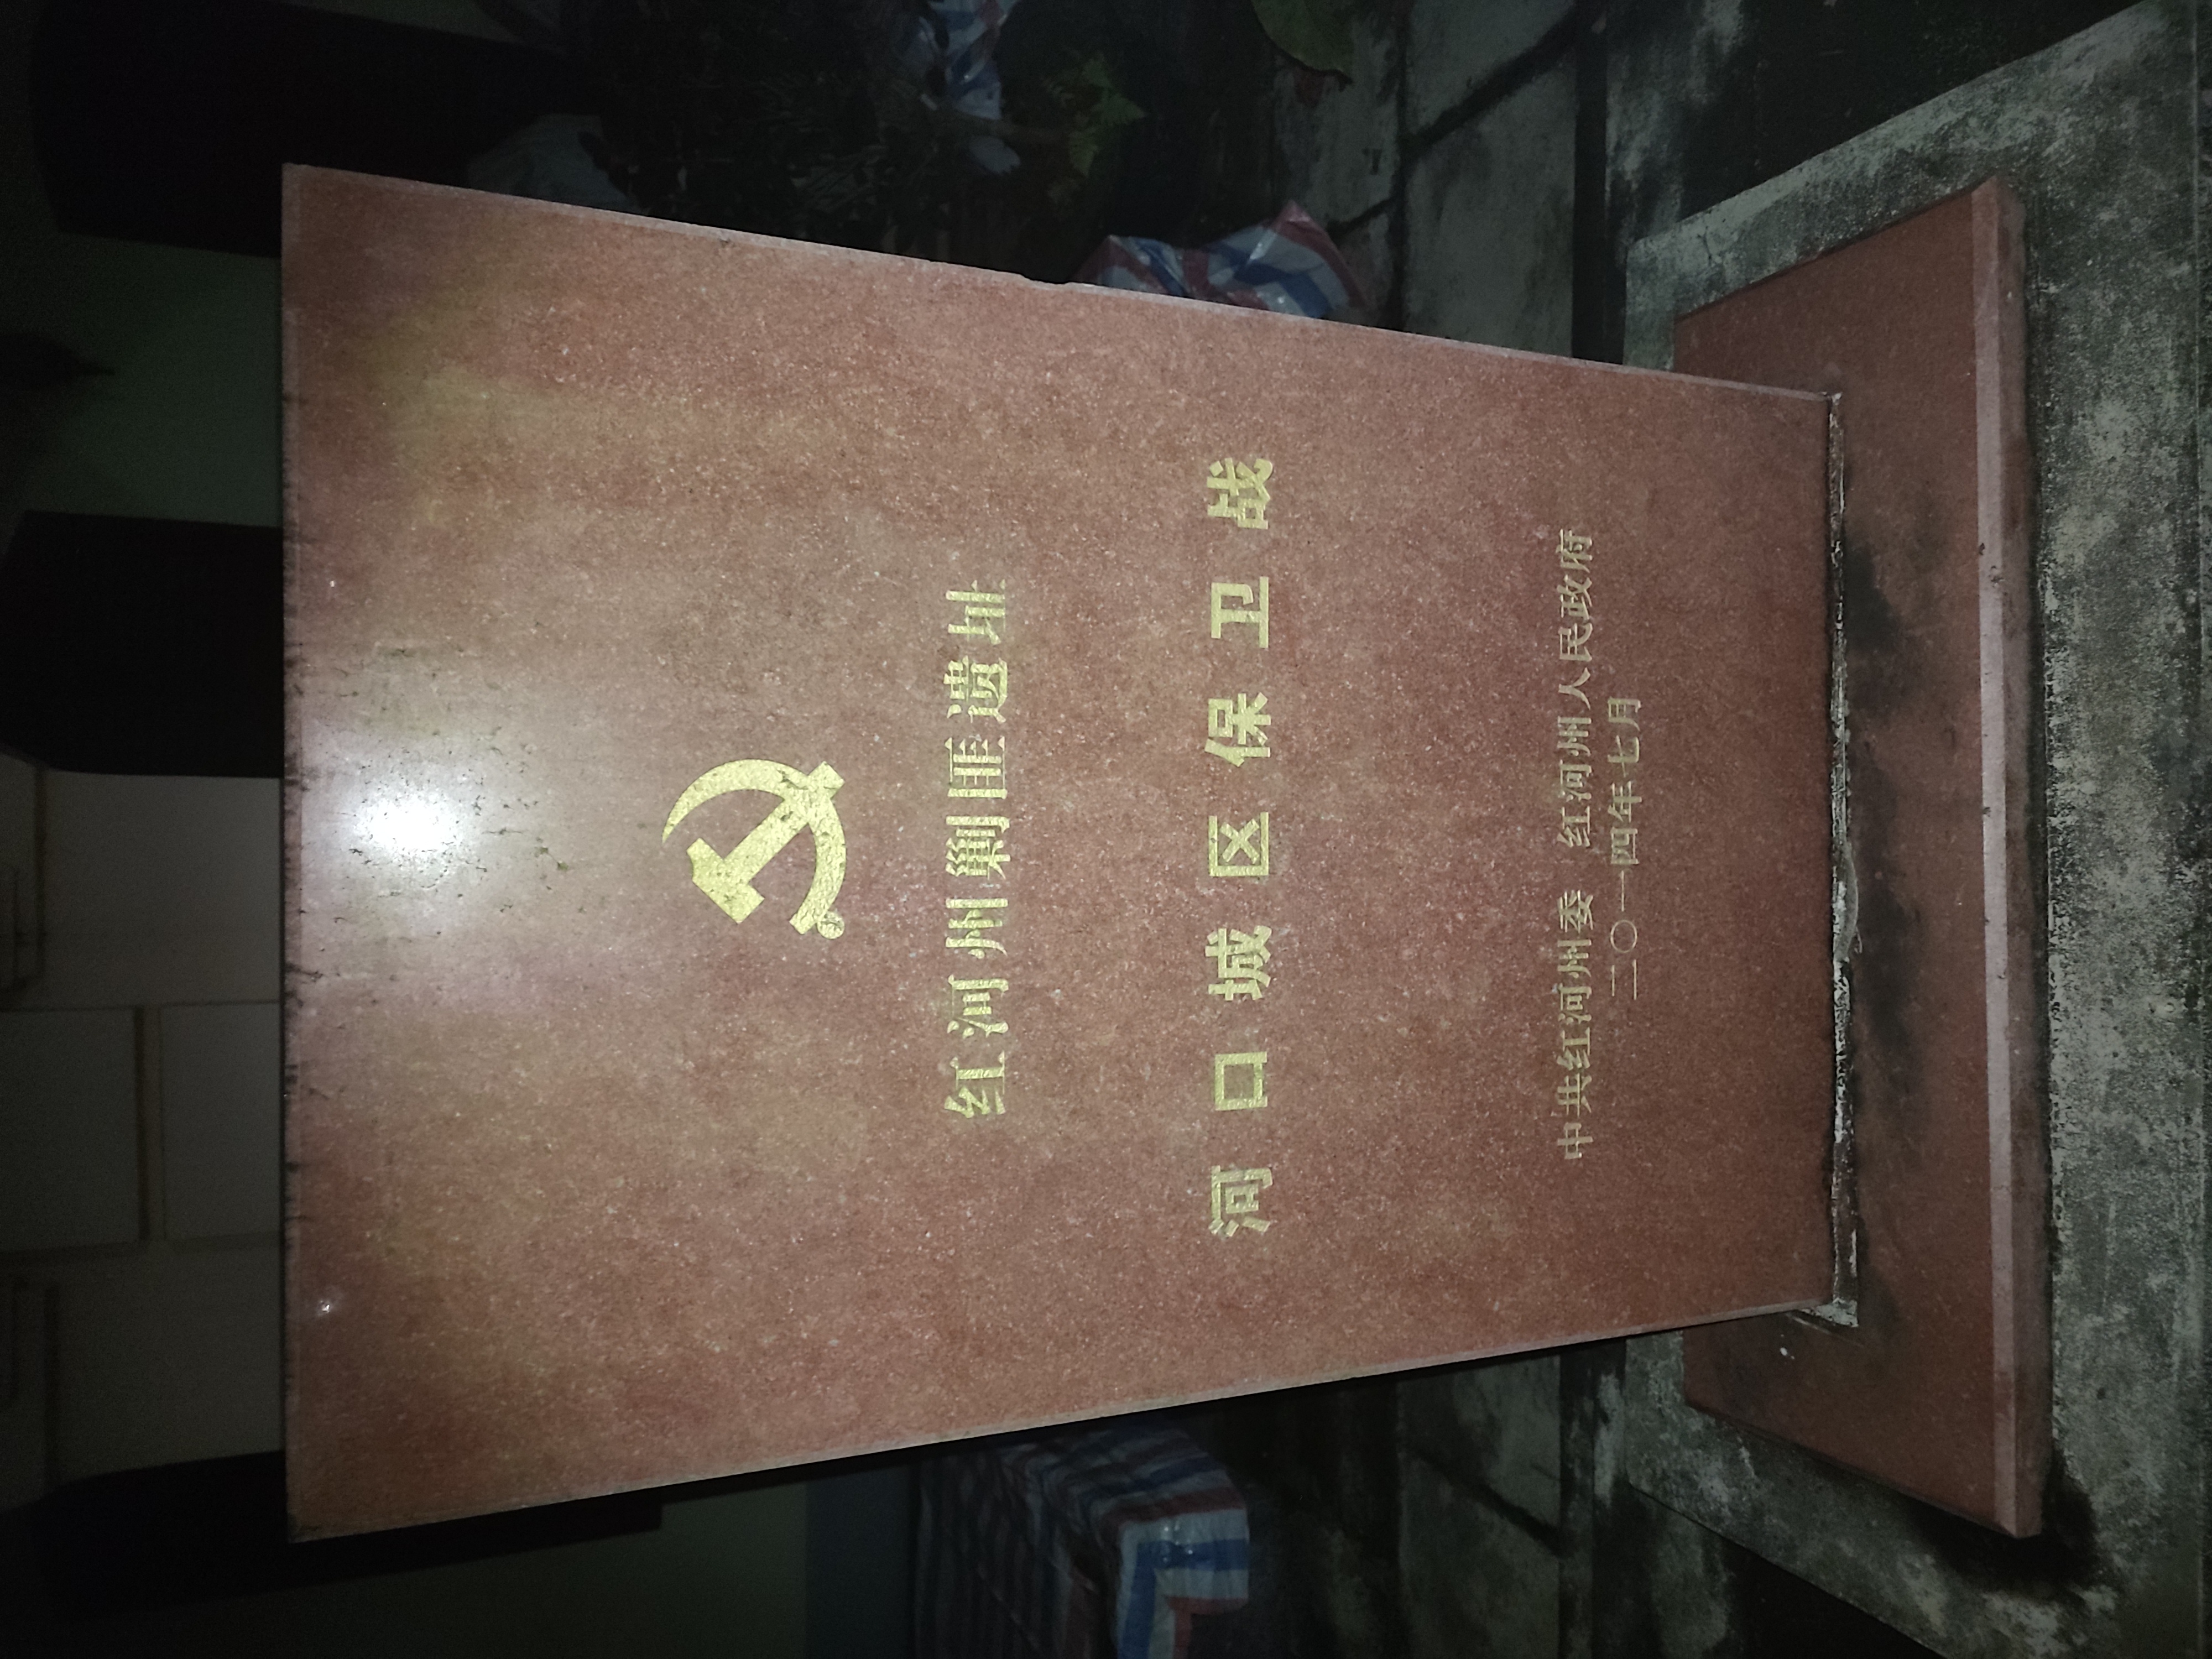 红河州剿匪遗址
河口城区保卫战
中共红河州委 红河州人民政府
二〇一四年七月